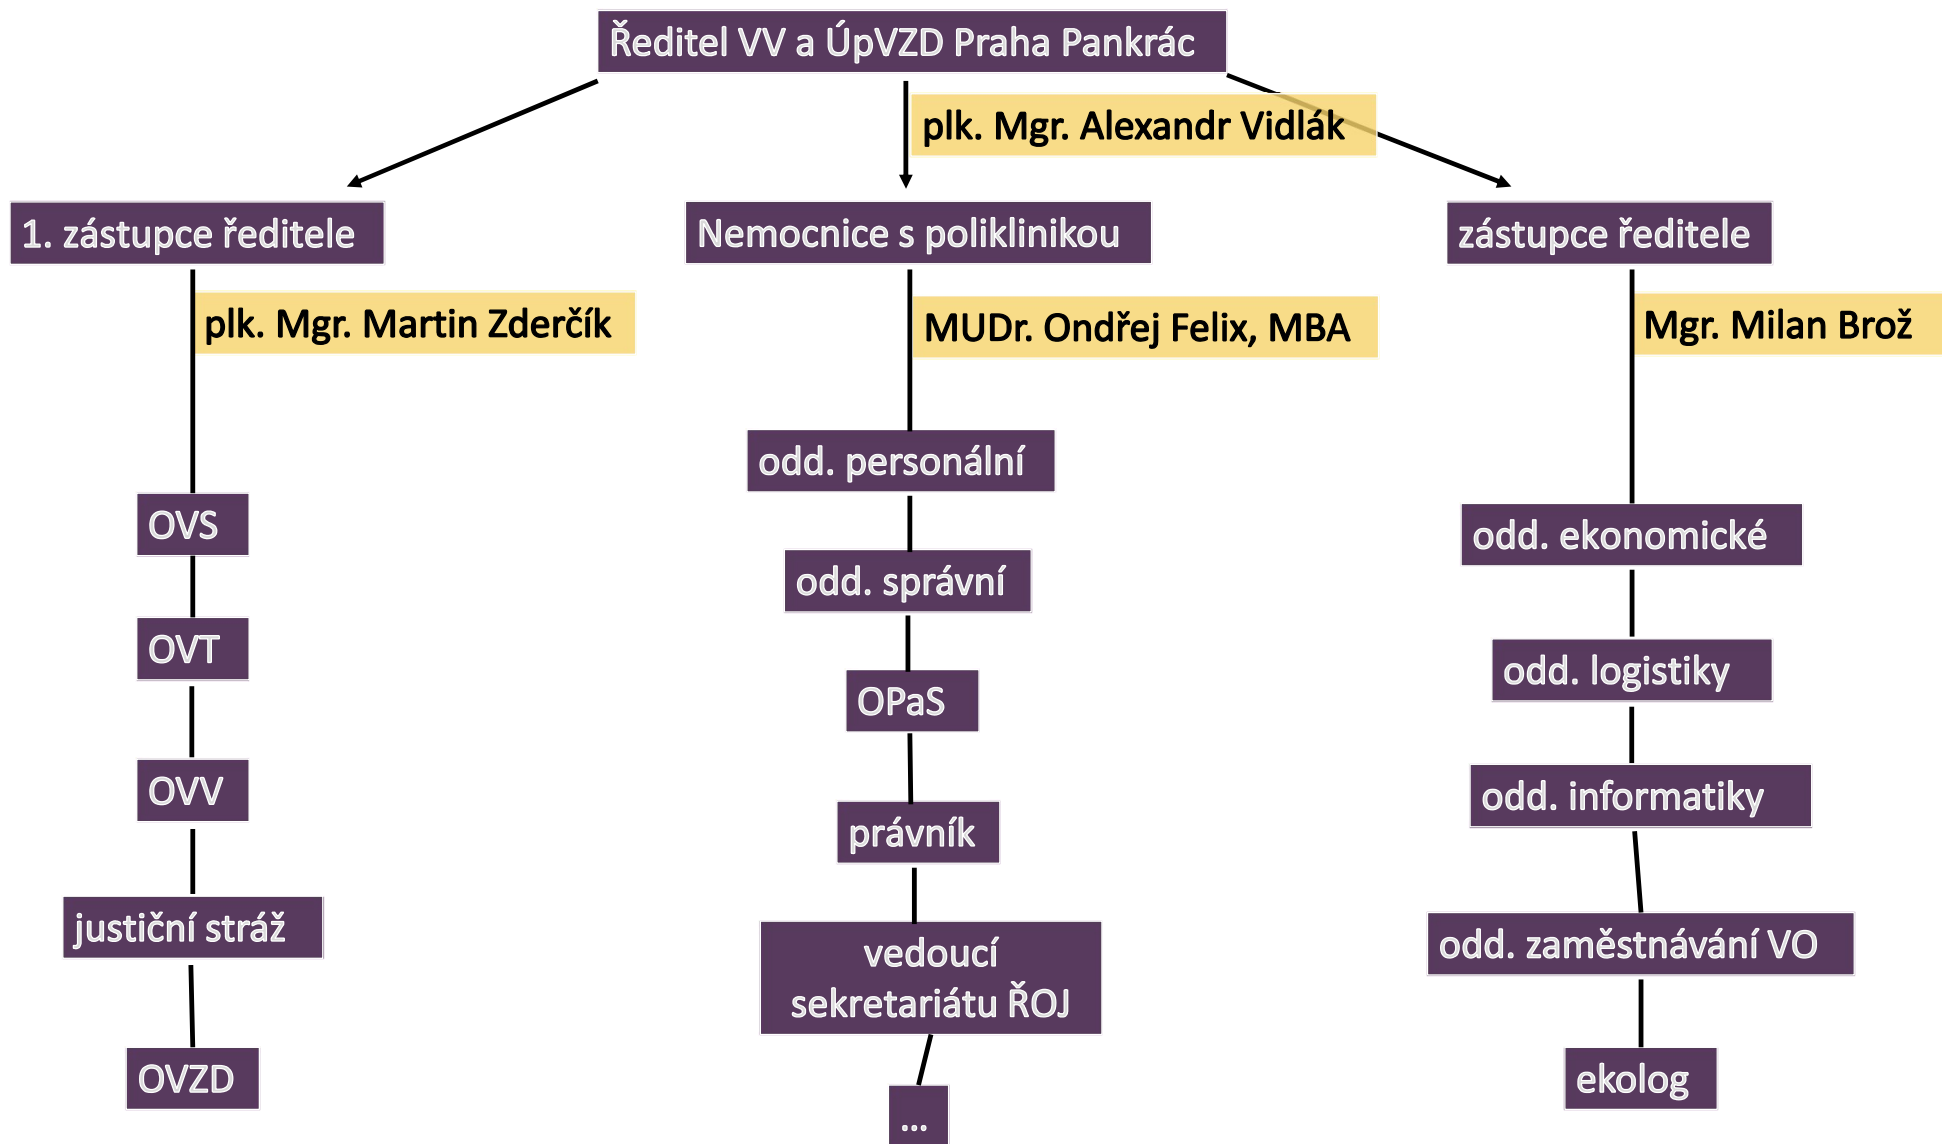 Ředitel VV a ÚpVZD Praha Pankrác
plk. Mgr. Alexandr Vidlák
1. zástupce ředitele
plk. Mgr. Martin Zderčík
OVS
OVT
OVV
justiční stráž
OVZD
Nemocnice s poliklinikou
MUDr. Ondřej Felix, MBA
odd. personální
odd. správní
OPaS
právník
vedoucí
sekretariátu ŘOJ
...
zástupce ředitele
Mgr. Milan Brož
odd. ekonomické
odd. logistiky
odd. informatiky
odd. zaměstnávání VO
ekolog